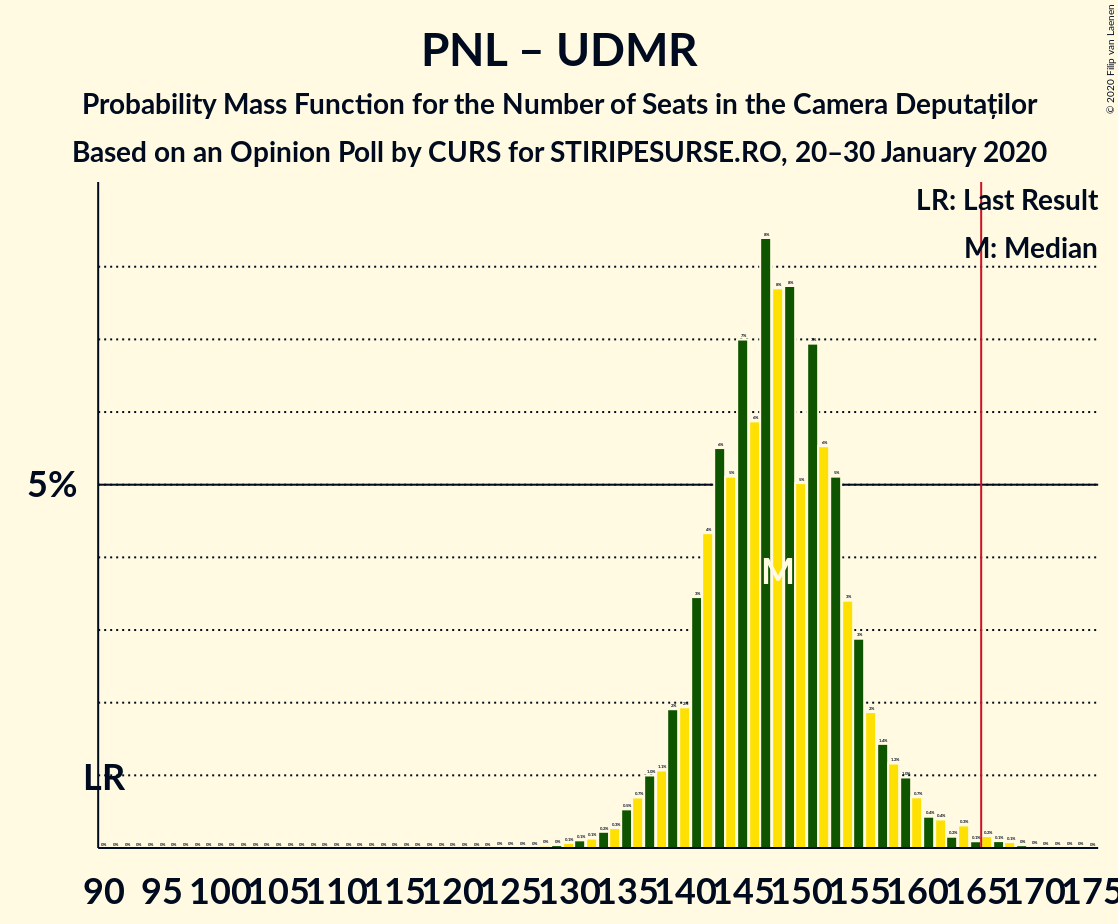 PNL – UDMR
Probability Mass Function for the Number of Seats in the Camera Deputaților
Based on an Opinion Poll by CURS for STIRIPESURSE.RO, 20–30 January 2020
© 2020 Filip van Laenen
LR: Last Result
M: Median
5%
M
LR
90 95 100 105 110 115 120 125 130 135 140 145 150 155 160 165 170 175